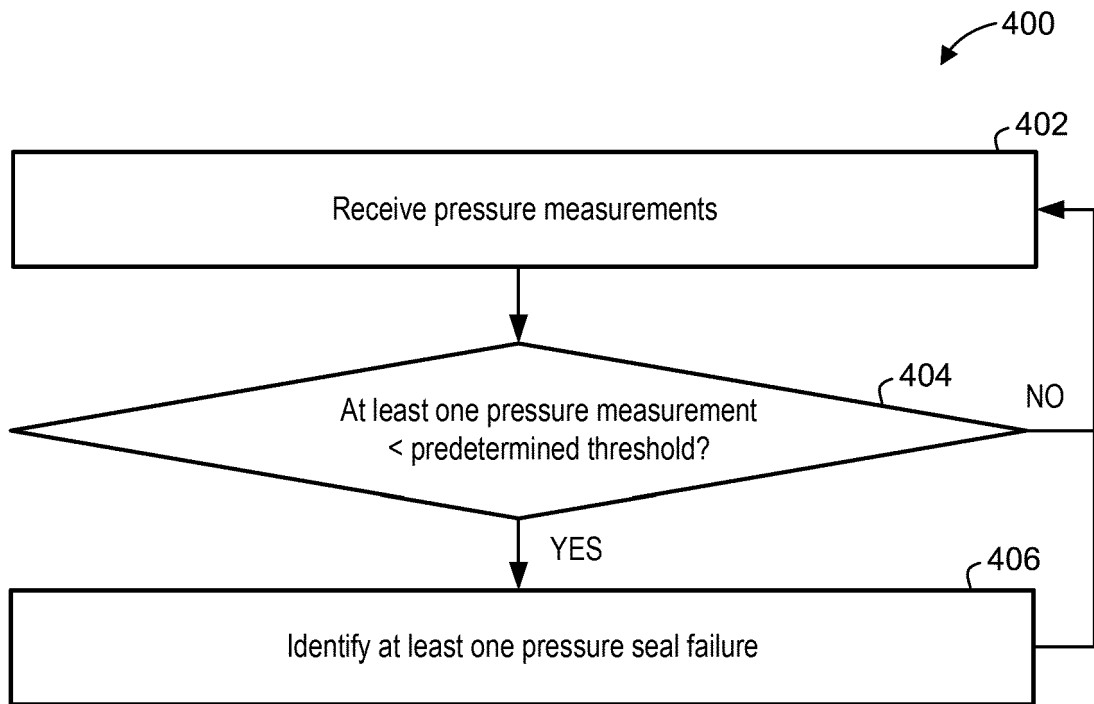 400
402
Receive pressure measurements
404
At least one pressure measurement
< predetermined threshold?
NO
YES
406
Identify at least one pressure seal failure